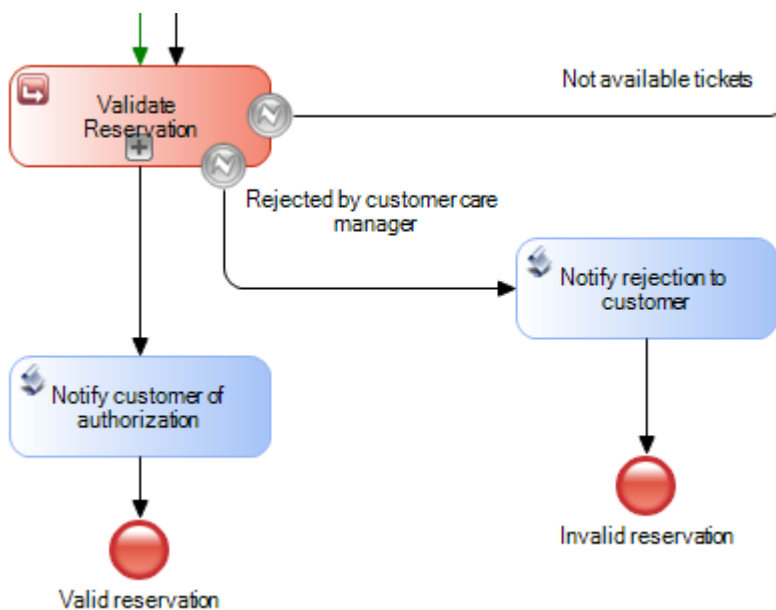 Not available tickets
Validate
Reservation
Rejected by customer care
manager
Notify rejection to
customer
Notify customer of
authorization
Invalid reservation
Valid reservation